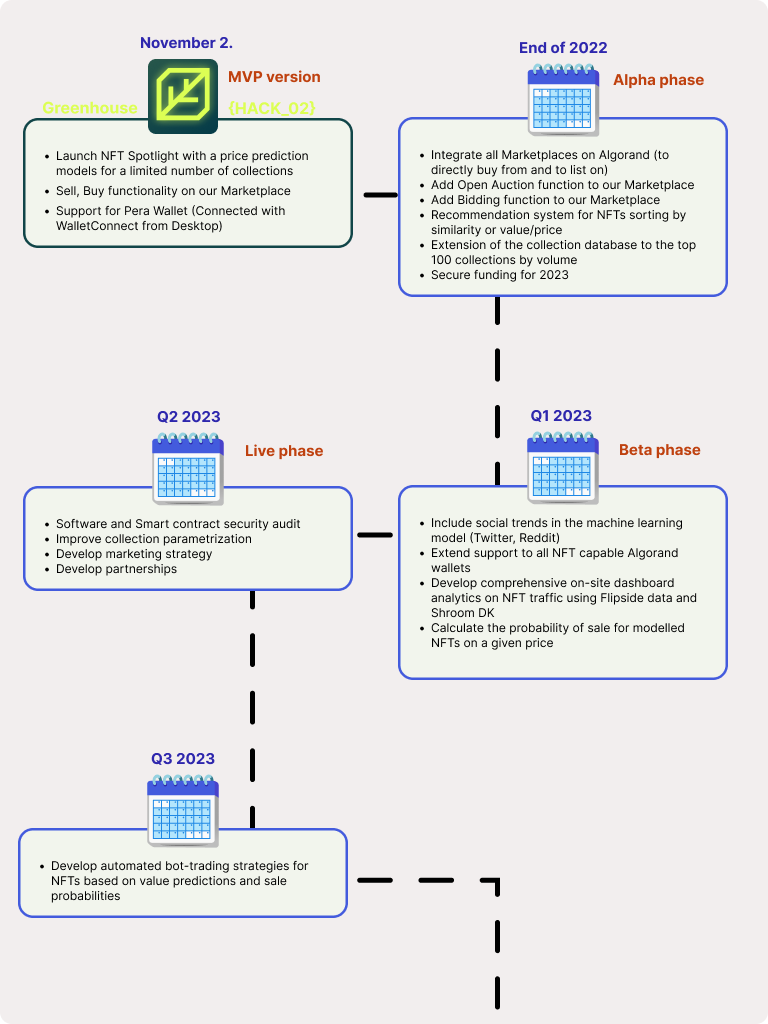 November 2.
MVP version
Greenhouse
{HACK_02}
• Launch NFT Spotlight with a price prediction
models for a limited number of collections
• Sell, Buy functionality on our Marketplace
• Support for Pera Wallet (Connected with
WalletConnect from Desktop)
End of 2022
Alpha phase
• Integrate all Marketplaces on Algorand (to
directly buy from and to list on)
• Add Open Auction function to our Marketplace
• Add Bidding function to our Marketplace
• Recommendation system for NFTs sorting by
similarity or value/price
• Extension of the collection database to the top
100 collections by volume
• Secure funding for 2023
Q1 2023
Beta phase
• Include social trends in the machine learning
model (Twitter, Reddit)
• Extend support to all NFT capable Algorand
wallets
• Develop comprehensive on-site dashboard
analytics on NFT traffic using Flipside data and
Shroom DK
• Calculate the probability of sale for modelled
NFTs on a given price
Q2 2023
Live phase
• Software and Smart contract security audit
• Improve collection parametrization
• Develop marketing strategy
• Develop partnerships
Q3 2023
• Develop automated bot-trading strategies for
NFTs based on value predictions and sale
probabilities